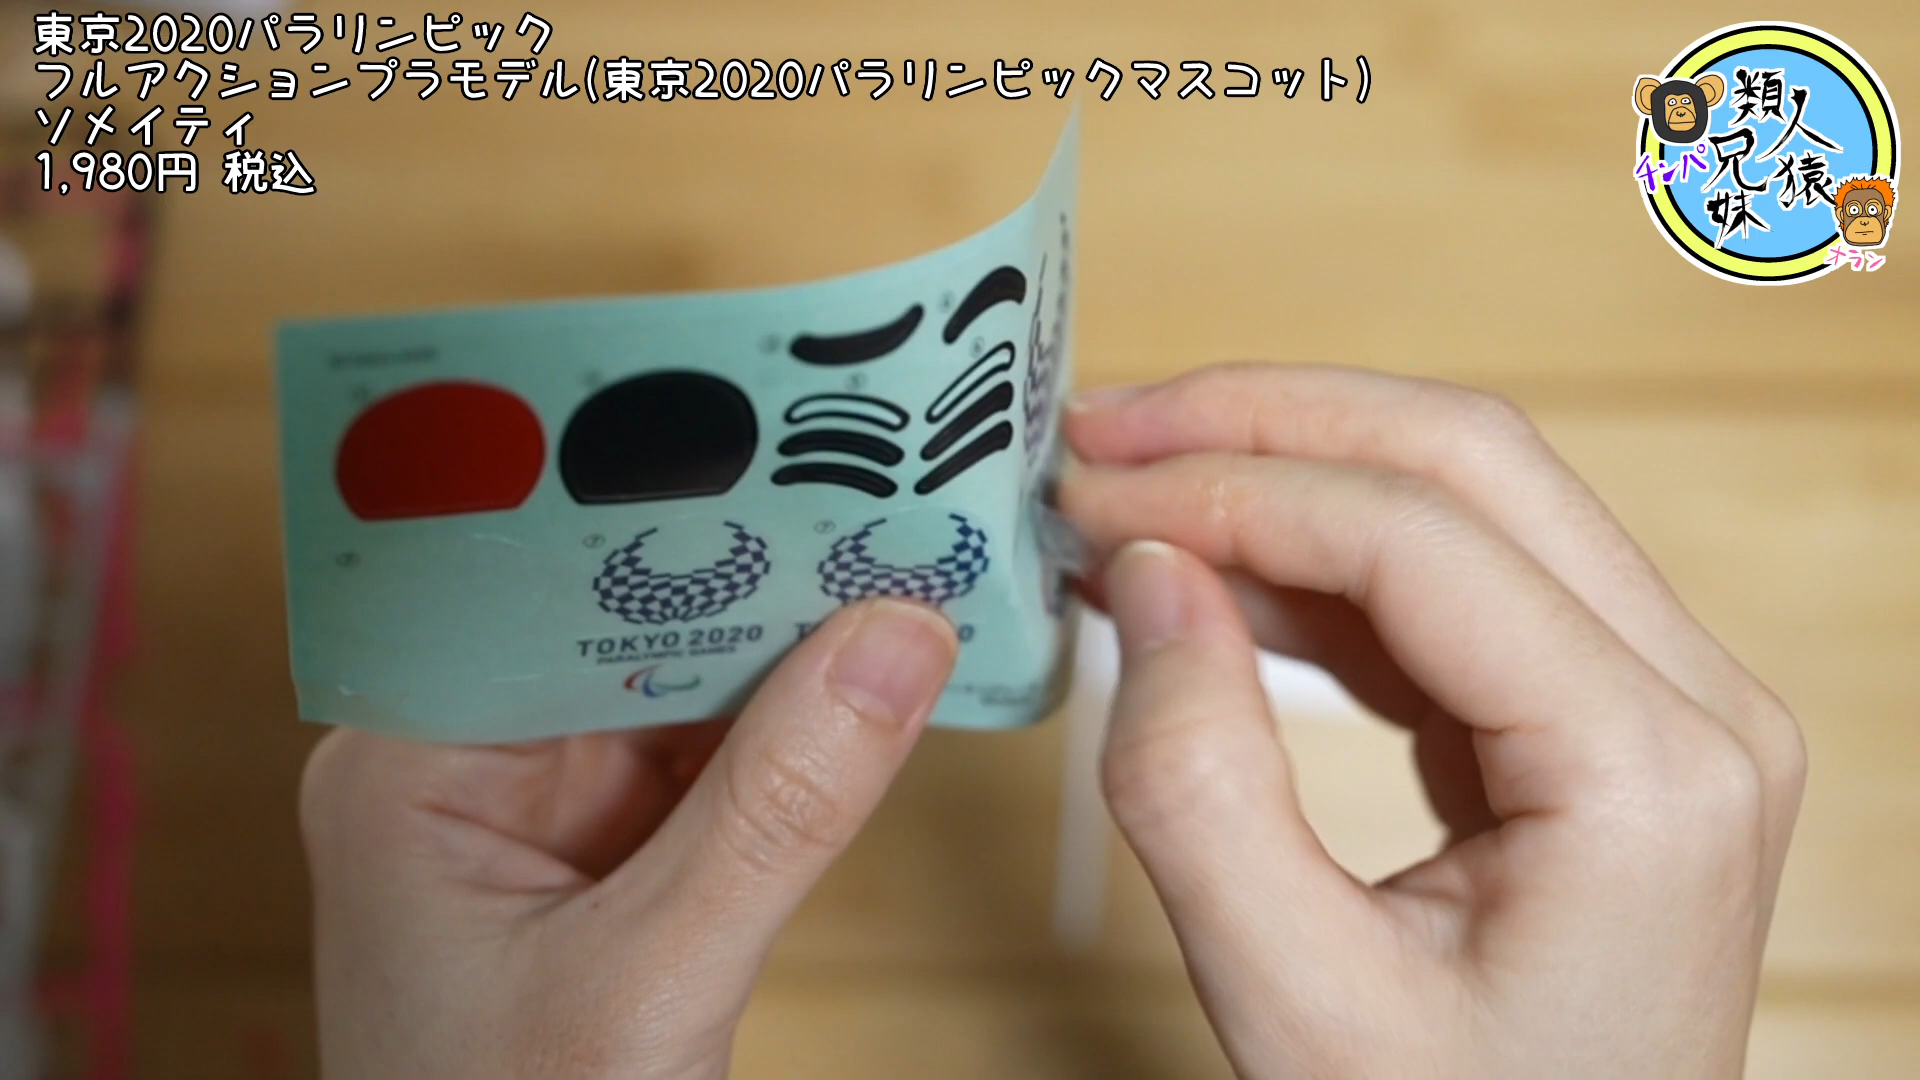 東京2020パラリンピック
フルアクションプラモデル(東京2020パラリンピックマスコット)
ソメイティ
1,980円 税込
類人猿
兄妹
チンパ
オラン
TOKYO 2020
PARALYMPIC GAMES